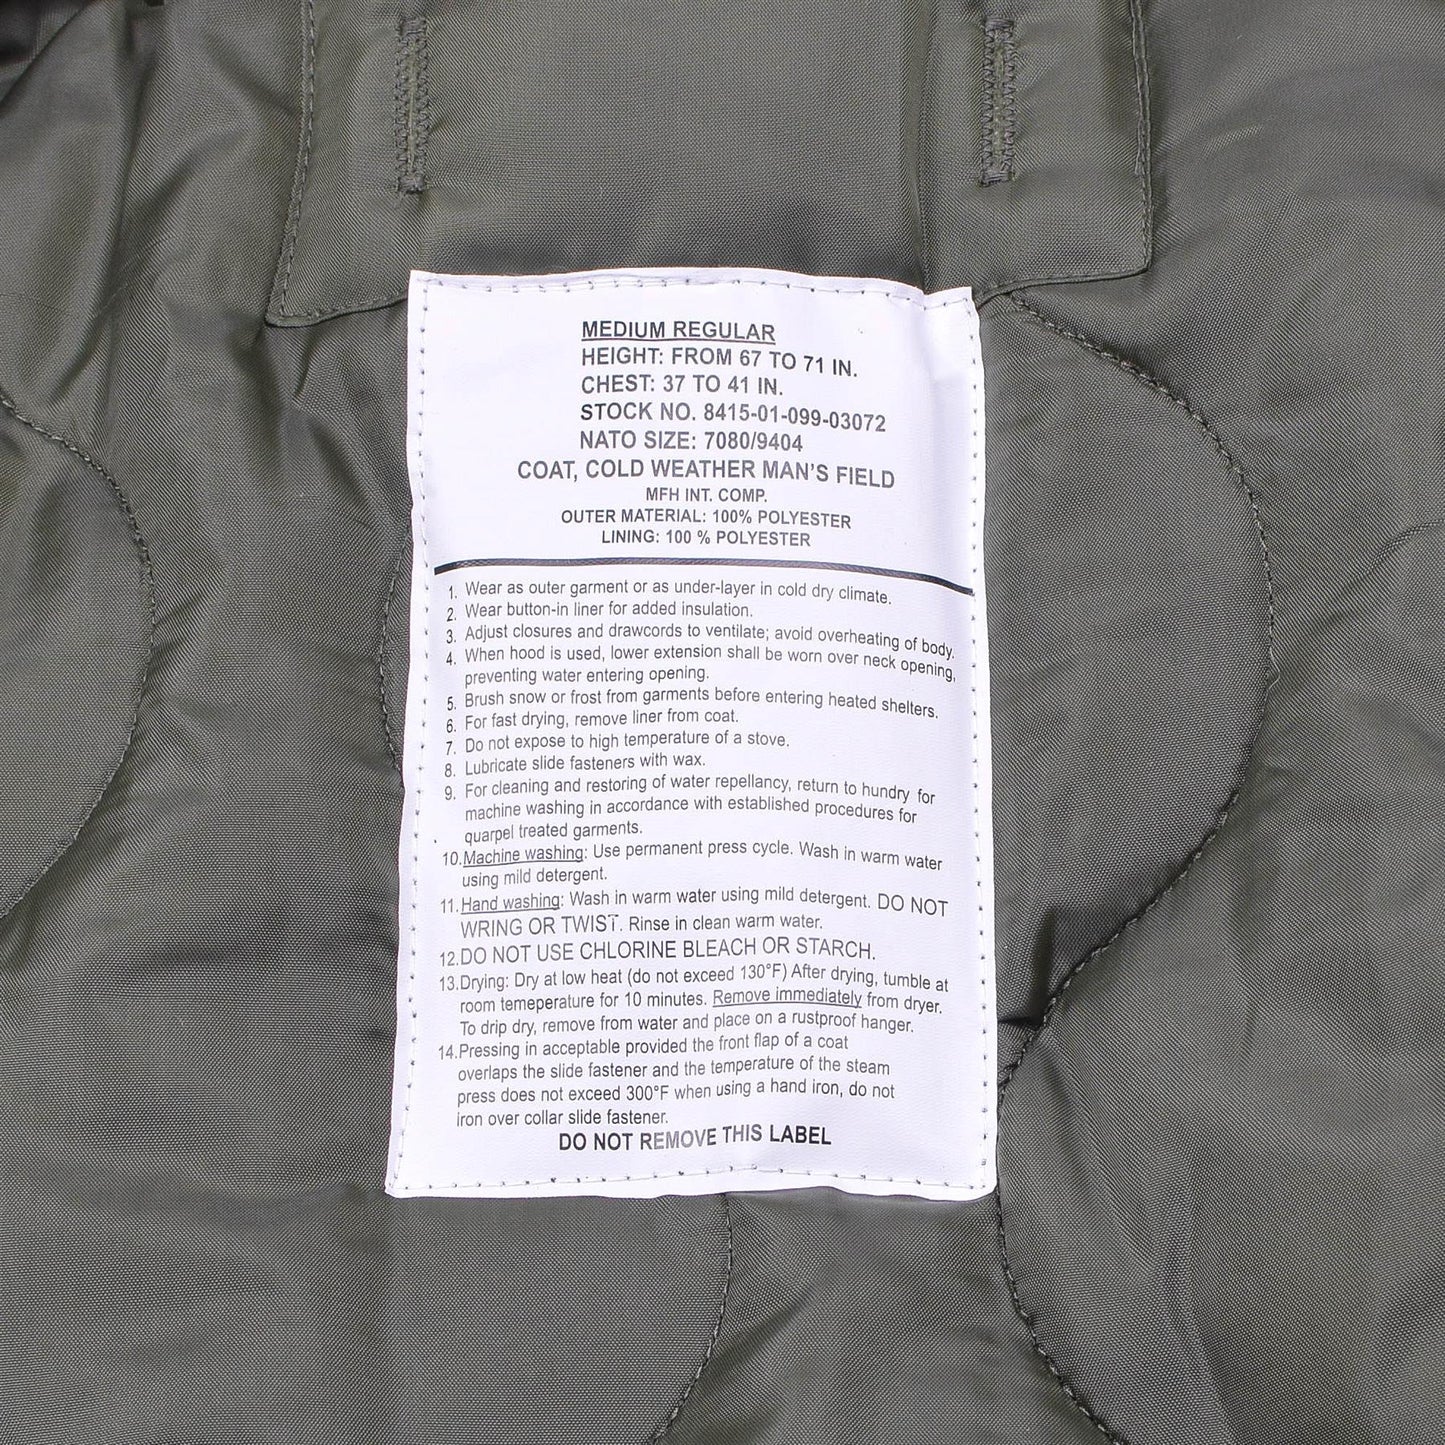 MEDIUM REGULAR
HEIGHT: FROM 67 TO 71 IN.
CHEST: 37 TO 41 IN.
STOCK NO. 8415-01-099-03072
NATO SIZE: 7080/9404
COAT, COLD WEATHER MAN'S FIELD
MFH INT. COMP.
OUTER MATERIAL: 100% POLYESTER
LINING: 100 % POLYESTER
1. Wear as outer garment or as under-layer in cold dry climate.
2. Wear button-in liner for added insulation.
3. Adjust closures and drawcords to ventilate; avoid overheating of body.
4. When hood is used, lower extension shall be worn over neck opening,
preventing water entering opening.
5. Brush snow or frost from garments before entering heated shelters.
6. For fast drying, remove liner from coat.
7. Do not expose to high temperature of a stove.
8. Lubricate slide fasteners with wax.
9. For cleaning and restoring of water repellancy, return to hundry for
machine washing in accordance with established procedures for
quarpel treated garments.
10. Machine washing: Use permanent press cycle. Wash in warm water
using mild detergent.
11. Hand washing: Wash in warm water using mild detergent. DO NOT
WRING OR TWIST. Rinse in clean warm water.
12. DO NOT USE CHLORINE BLEACH OR STARCH.
13. Drying: Dry at low heat (do not exceed 130°F) After drying, tumble at
room temeperature for 10 minutes. Remove immediately from dryer.
To drip dry, remove from water and place on a rustproof hanger.
14. Pressing in acceptable provided the front flap of a coat
overlaps the slide fastener and the temperature of the steam
press does not exceed 300°F when using a hand iron, do not
iron over collar slide fastener.
DO NOT REMOVE THIS LABEL